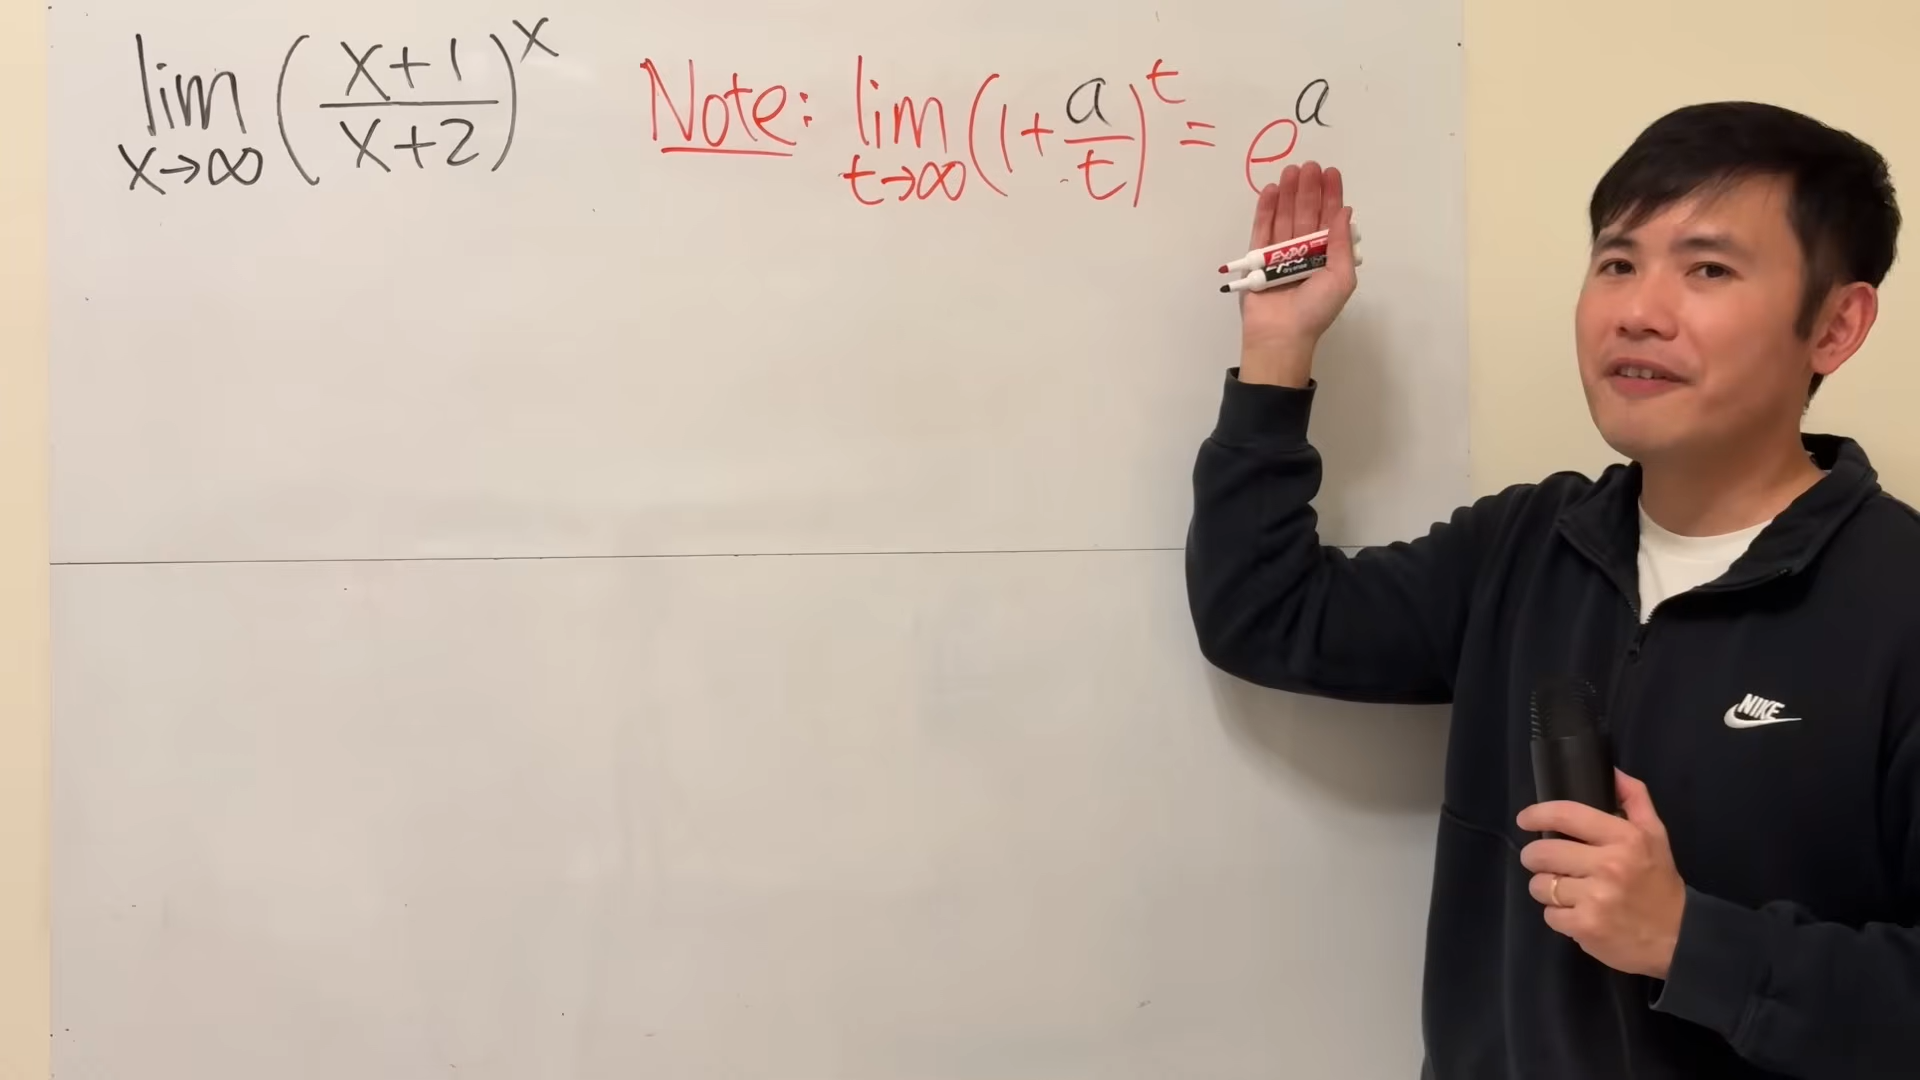 lim x→∞ ((x+1)/(x+2))^x
Note: lim t→∞ (1+a/t)^t = e^a
EXPO
NIKE